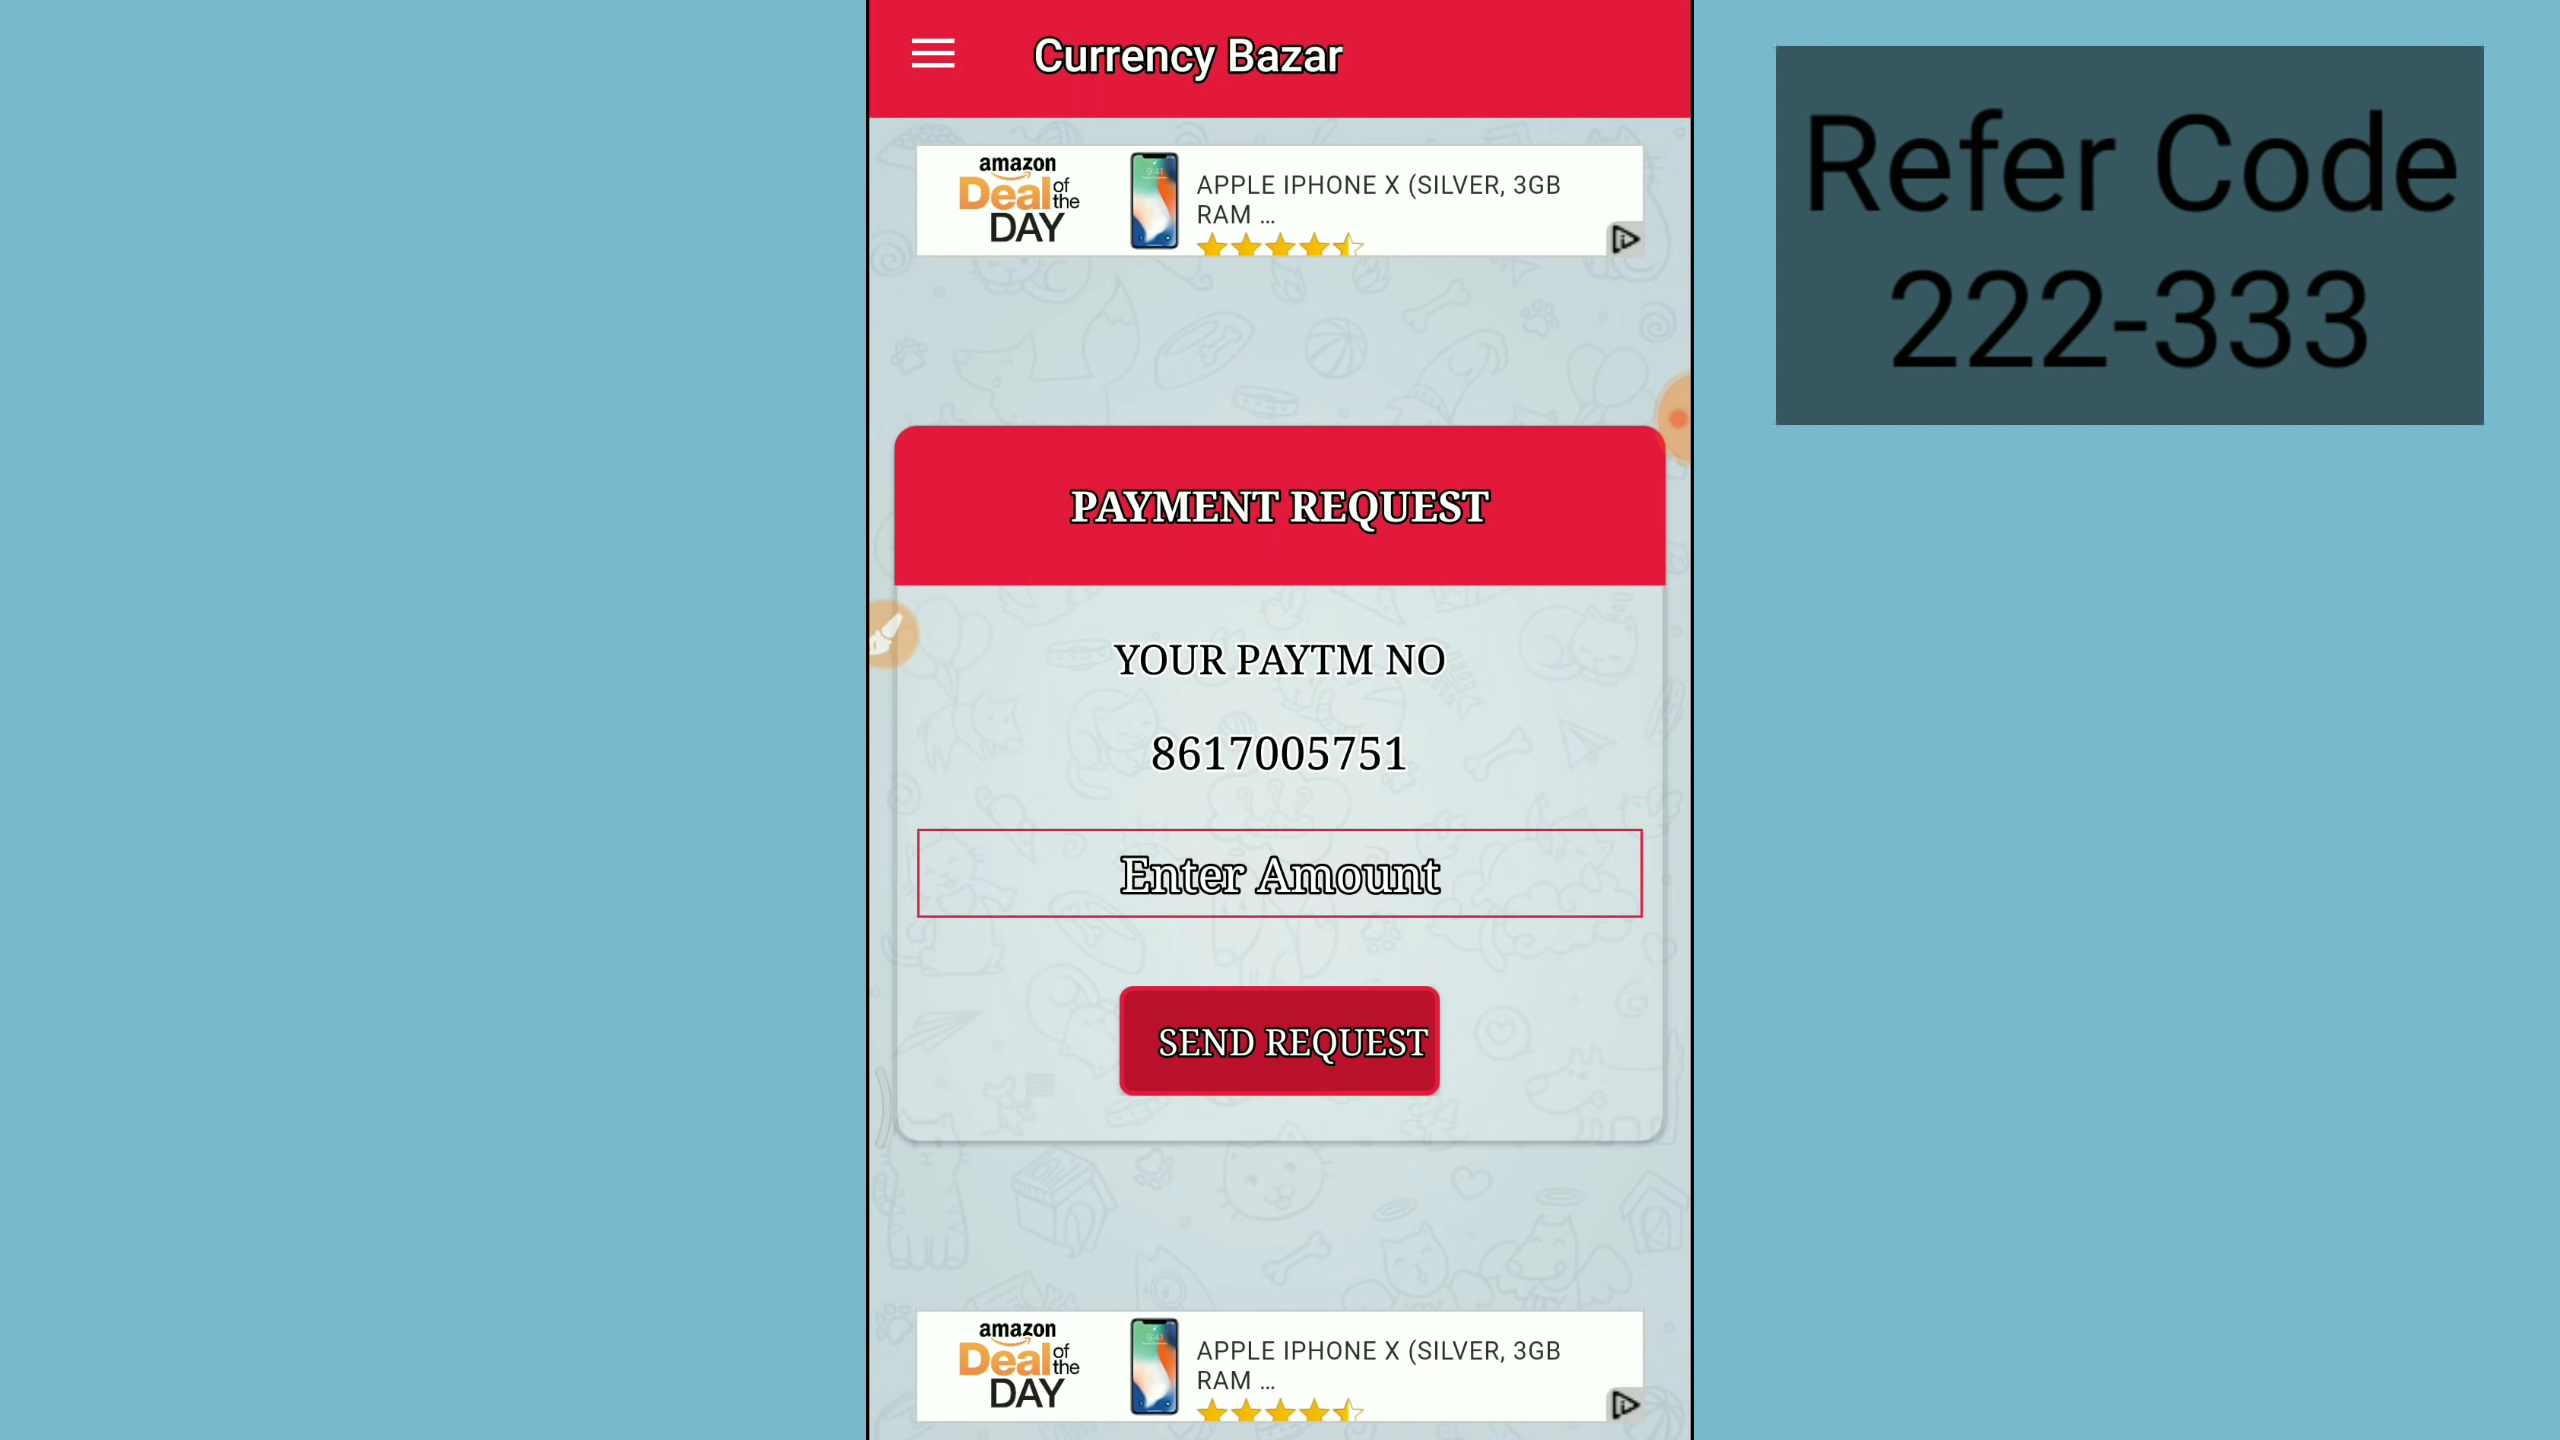 Currency Bazar
amazon
Deal of the
DAY
APPLE IPHONE X (SILVER, 3GB
RAM ...
Refer Code
222-333
PAYMENT REQUEST
YOUR PAYTM NO
8617005751
Enter Amount
SEND REQUEST
amazon
Deal of the
DAY
APPLE IPHONE X (SILVER, 3GB
RAM ...